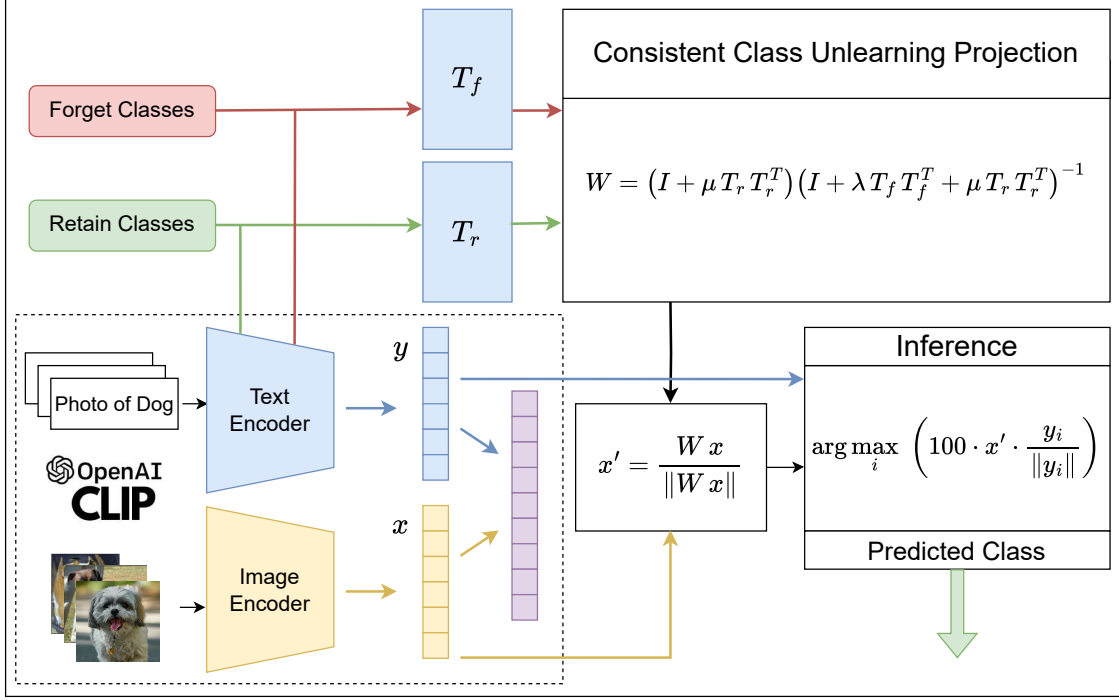 Consistent Class Unlearning Projection
Forget Classes
T_f
W = (I + μ T_r T_r^T)(I + λ T_f T_f^T + μ T_r T_r^T)^{-1}
Retain Classes
T_r
Photo of Dog
Text
Encoder
y
Inference
x' = W x / ‖W x‖
arg max_i (100 · x' · y_i / ‖y_i‖)
OpenAI
CLIP
x
Image
Encoder
Predicted Class